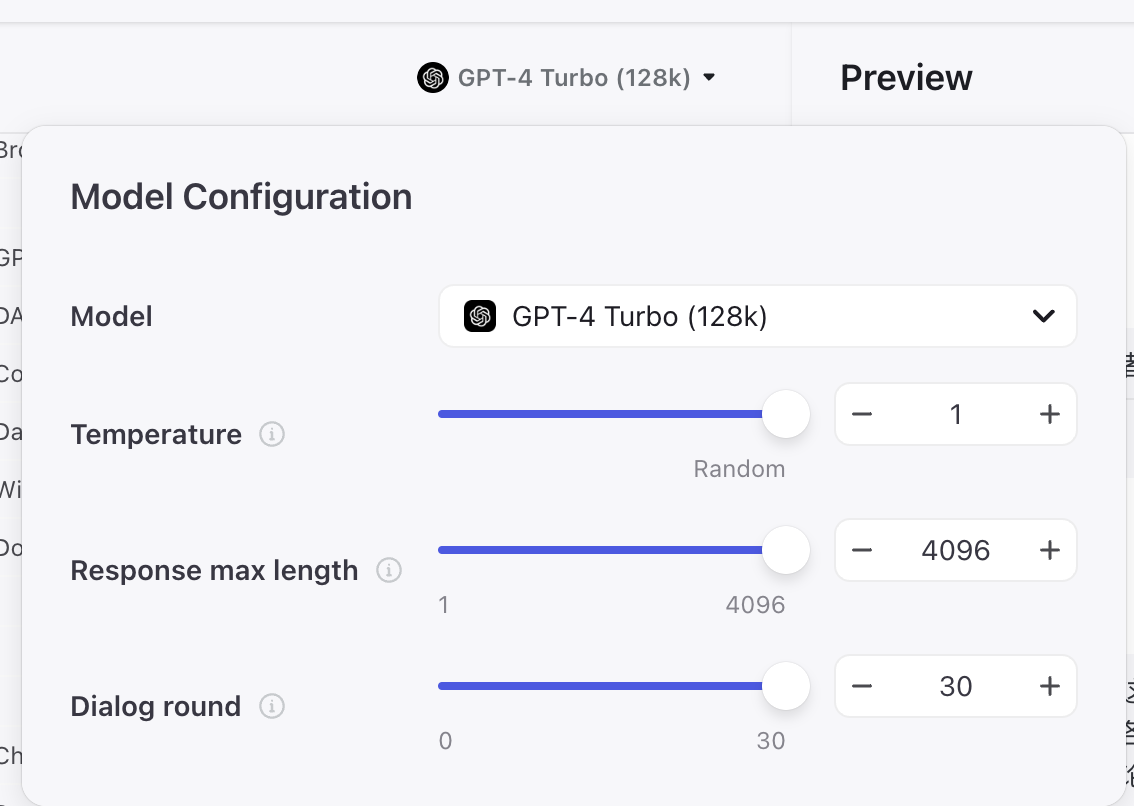 GPT-4 Turbo (128k)
Preview
Model Configuration
Model
GPT-4 Turbo (128k)
Temperature
1
Random
Response max length
4096
1
4096
Dialog round
30
0
30